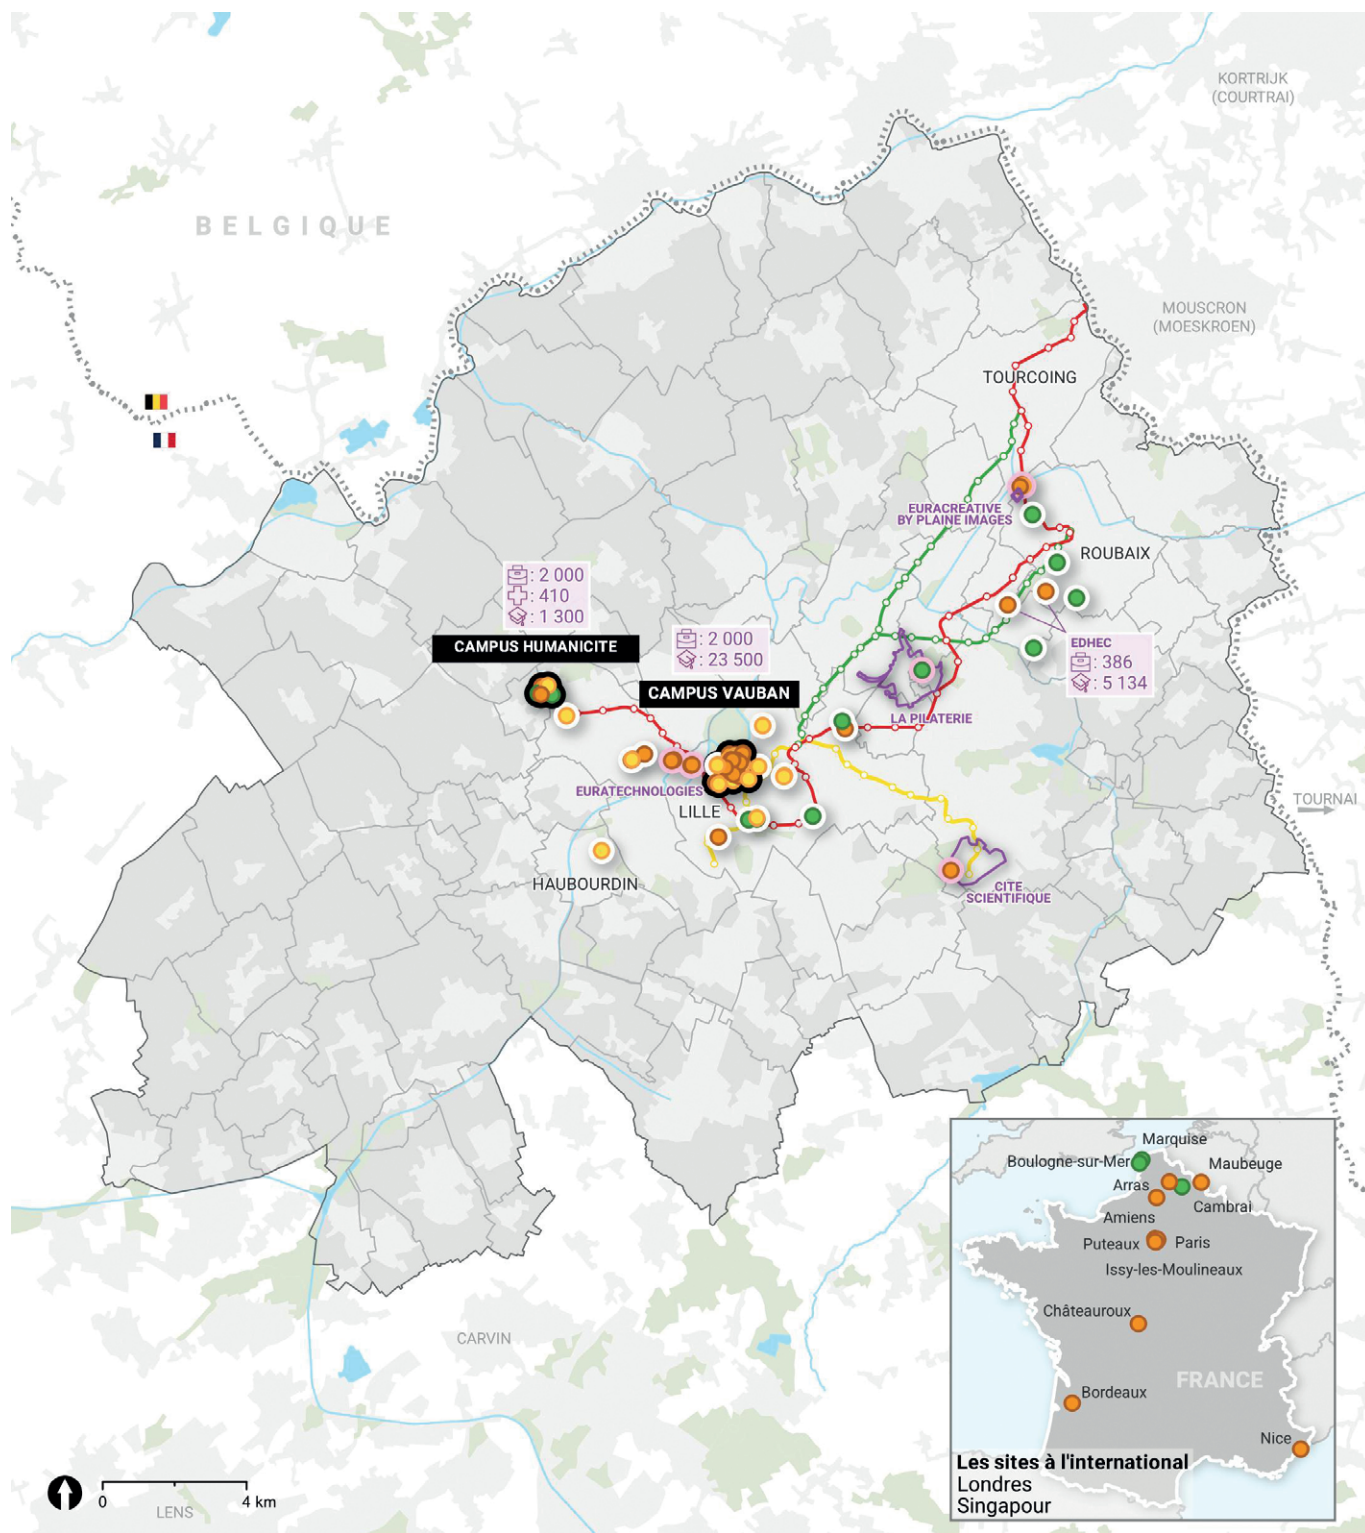 KORTRIJK
(COURTRAI)
BELGIQUE
MOUSCRON
(MOESKROEN)
TOURCOING
EURACREATIVE
BY PLAINE IMAGES
ROUBAIX
: 2 000
: 410
: 1 300
CAMPUS HUMANICITE
: 2 000
: 23 500
CAMPUS VAUBAN
EDHEC
: 386
: 5 134
LA PILATERIE
EURATECHNOLOGIES
LILLE
TOURNAI
HAUBOURDIN
CITE
SCIENTIFIQUE
Marquise
Boulogne-sur-Mer
Maubeuge
Arras
Cambrai
Amiens
Puteaux
Paris
Issy-les-Moulineaux
Châteauroux
CARVIN
FRANCE
Bordeaux
Nice
Les sites à l'international
Londres
Singapour
0
4 km
LENS